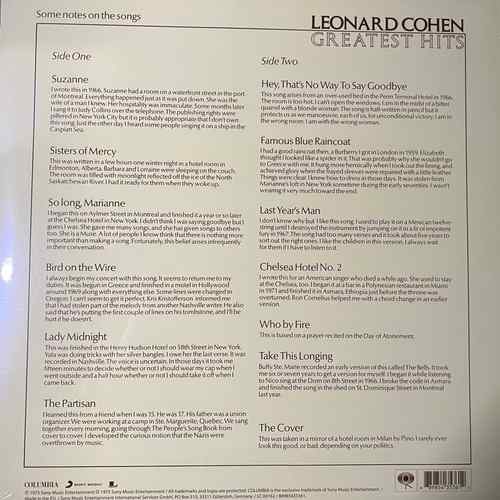 Some notes on the songs
LEONARD COHEN
GREATEST HITS
Side One
Suzanne
I wrote this in 1966. Suzanne had a room on a waterfront street in the port
of Montreal. Everything happened just as it was put down. She was the
wife of a man I knew. Her hospitality was immaculate. Some months later
I sang it to Judy Collins over the telephone. The publishing rights were
pilfered in New York City but it is probably appropriate that I don't own
this song. Just the other day I heard some people singing it on a ship in the
Caspian Sea.
Sisters of Mercy
This was written in a few hours one winter night in a hotel room in
Edmonton, Alberta. Barbara and Lorraine were sleeping on the couch.
The room was filled with moonlight reflected off the ice of the North
Saskatchewan River. I had it ready for them when they woke up.
So long, Marianne
I began this on Aylmer Street in Montreal and finished it a year or so later
at the Chelsea Hotel in New York. I didn't think I was saying goodbye but I
guess I was. She gave me many songs, and she has given songs to others
too. She is a Muse. A lot of people I know think that there is nothing more
important than making a song. Fortunately, this belief arises infrequently
in their conversation.
Bird on the Wire
I always begin my concert with this song. It seems to return me to my
duties. It was begun in Greece and finished in a motel in Hollywood
around 1969 along with everything else. Some lines were changed in
Oregon. I can't seem to get it perfect. Kris Kristofferson informed me
that I had stolen part of the melody from another Nashville writer. He also
said that he's putting the first couple of lines on his tombstone, and I'll be
hurt if he doesn't.
Lady Midnight
This was finished in the Henry Hudson Hotel on 58th Street in New York.
Yafa was doing tricks with her silver bangles. I owe her the last verse. It was
recorded in Nashville. The voice is uncertain. In those days it took me
fifteen minutes to decide whether or not I should wear my cap when I
went outside and a half hour whether or not I should take it off when I
came back.
The Partisan
I learned this from a friend when I was 15. He was 17. His father was a union
organizer. We were working at a camp in Ste. Marguerite, Quebec. We sang
together every morning, going through The People's Song Book from
cover to cover. I developed the curious notion that the Nazis were
overthrown by music.
Side Two
Hey, That's No Way To Say Goodbye
This song arises from an over-used bed in the Penn Terminal Hotel in 1966.
The room is too hot. I can't open the windows. I am in the midst of a bitter
quarrel with a blonde woman. The song is half-written in pencil but it
protects us as we manoeuvre, each of us, for unconditional victory. I am in
the wrong room. I am with the wrong woman.
Famous Blue Raincoat
I had a good raincoat then, a Burberry I got in London in 1959. Elizabeth
thought I looked like a spider in it. That was probably why she wouldn't go
to Greece with me. It hung more heroically when I took out the lining, and
achieved glory when the frayed sleeves were repaired with a little leather.
Things were clear. I knew how to dress in those days. It was stolen from
Marianne's loft in New York sometime during the early seventies. I wasn't
wearing it very much toward the end.
Last Year's Man
I don't know why but I like this song. I used to play it on a Mexican twelve-
string until I destroyed the instrument by jumping on it in a fit of impotent
fury in 1967. The song had too many verses and it took about five years to
sort out the right ones. I like the children in this version. I always wait
for them if I have to listen to it.
Chelsea Hotel No. 2
I wrote this for an American singer who died a while ago. She used to stay
at the Chelsea, too. I began it at a bar in a Polynesian restaurant in Miami
in 1971 and finished it in Asmara, Ethiopia just before the throne was
overturned. Ron Cornelius helped me with a chord change in an earlier
version.
Who by Fire
This is based on a prayer recited on the Day of Atonement.
Take This Longing
Buffy Ste. Marie recorded an early version of this called The Bells. It took
me six or seven years to get a version for myself. I began it while listening
to Nico sing at the Dom on 8th Street in 1966. I broke the code in Asmara
and finished the song in the shed on St. Dominique Street in Montreal
last year.
The Cover
This was taken in a mirror of a hotel room in Milan by Pino. I rarely ever look
this good, or bad, depending on your politics.
COLUMBIA
SONY MUSIC